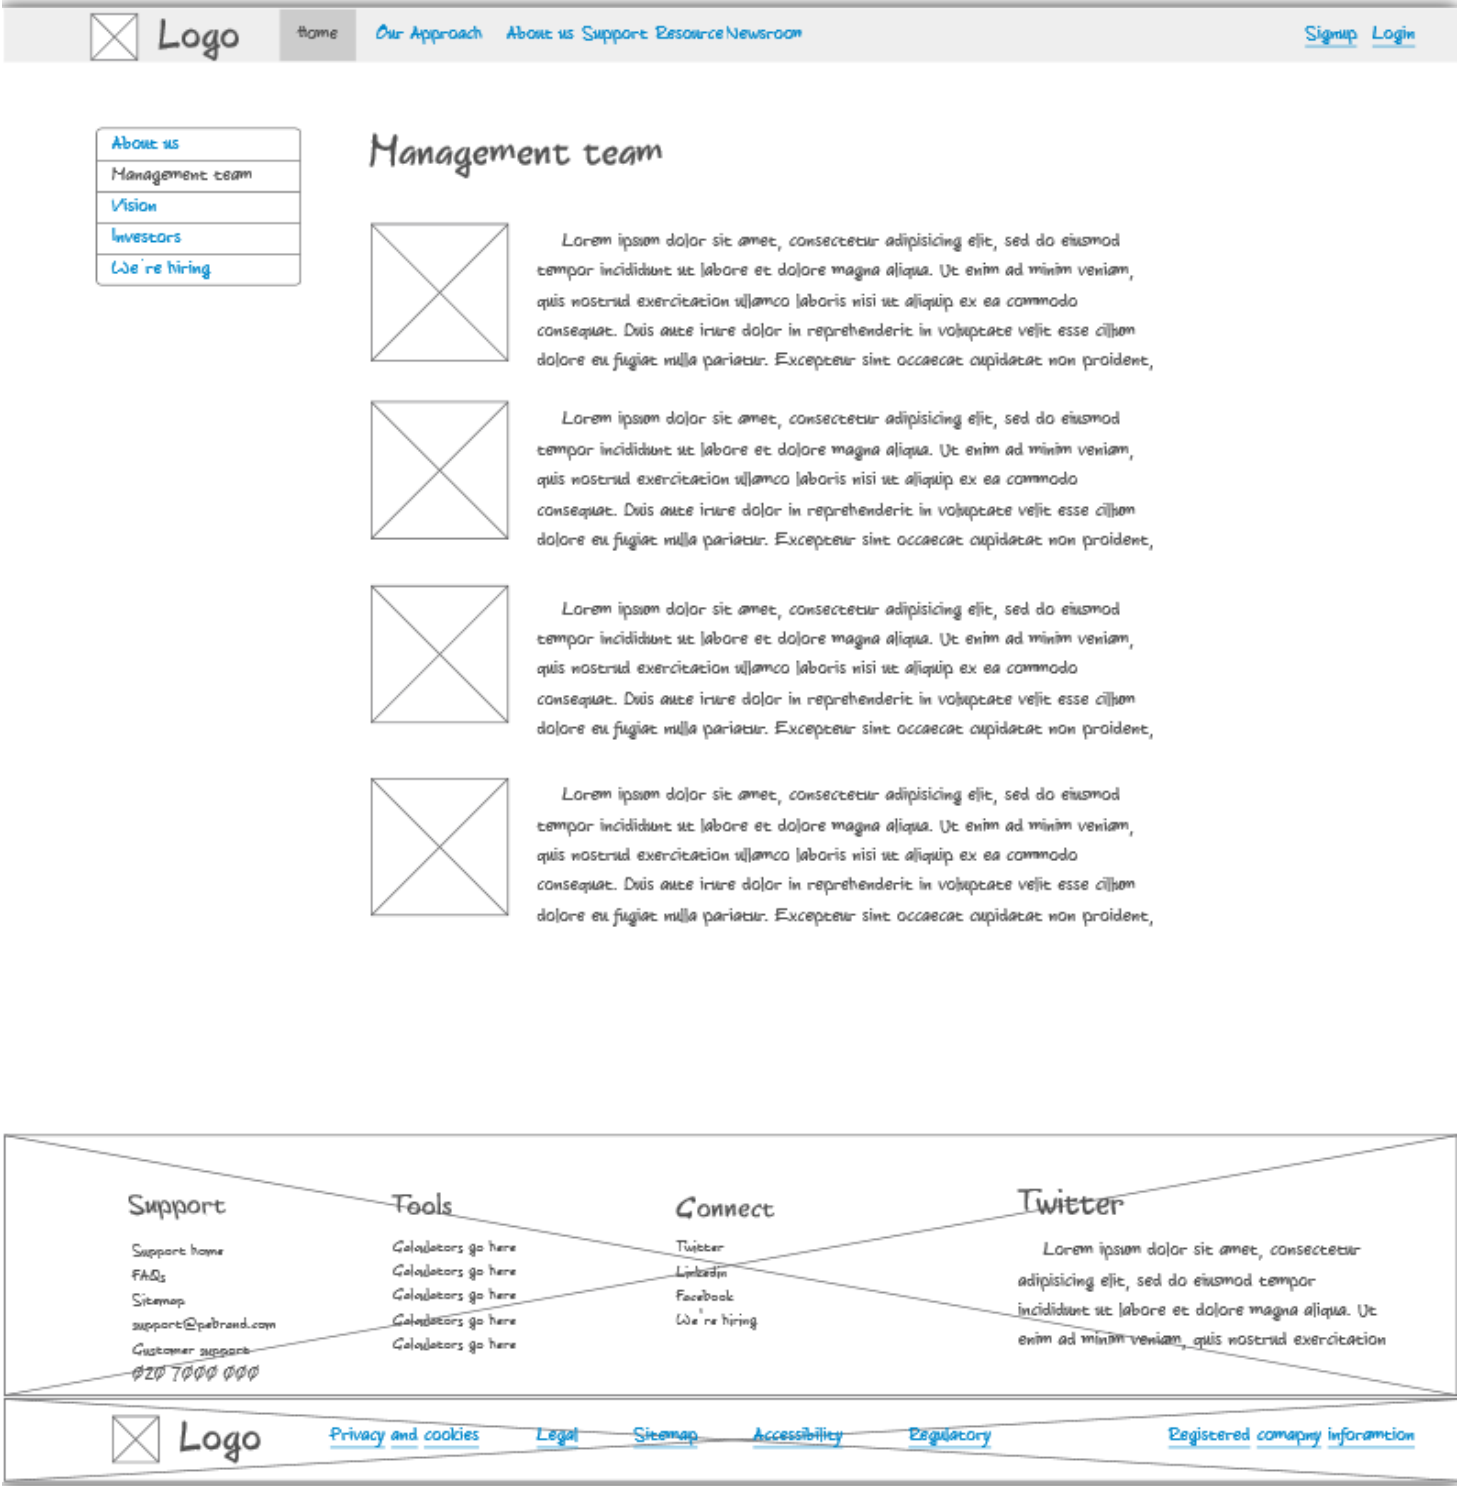 Logo Home Our Approach About us Support Resource Newsroom Signup Login
About us
Management team
Vision
Investors
We're hiring
Management team
Lorem ipsum dolor sit amet, consectetur adipisicing elit, sed do eiusmod
tempor incididunt ut labore et dolore magna aliqua. Ut enim ad minim veniam,
quis nostrud exercitation ullamco laboris nisi ut aliquip ex ea commodo
consequat. Duis aute irure dolor in reprehenderit in voluptate velit esse cillum
dolore eu fugiat nulla pariatur. Excepteur sint occaecat cupidatat non proident,
Lorem ipsum dolor sit amet, consectetur adipisicing elit, sed do eiusmod
tempor incididunt ut labore et dolore magna aliqua. Ut enim ad minim veniam,
quis nostrud exercitation ullamco laboris nisi ut aliquip ex ea commodo
consequat. Duis aute irure dolor in reprehenderit in voluptate velit esse cillum
dolore eu fugiat nulla pariatur. Excepteur sint occaecat cupidatat non proident,
Lorem ipsum dolor sit amet, consectetur adipisicing elit, sed do eiusmod
tempor incididunt ut labore et dolore magna aliqua. Ut enim ad minim veniam,
quis nostrud exercitation ullamco laboris nisi ut aliquip ex ea commodo
consequat. Duis aute irure dolor in reprehenderit in voluptate velit esse cillum
dolore eu fugiat nulla pariatur. Excepteur sint occaecat cupidatat non proident,
Lorem ipsum dolor sit amet, consectetur adipisicing elit, sed do eiusmod
tempor incididunt ut labore et dolore magna aliqua. Ut enim ad minim veniam,
quis nostrud exercitation ullamco laboris nisi ut aliquip ex ea commodo
consequat. Duis aute irure dolor in reprehenderit in voluptate velit esse cillum
dolore eu fugiat nulla pariatur. Excepteur sint occaecat cupidatat non proident,
Support
Support home
FAQs
Sitemap
support@pebrand.com
Customer support
020 7000 000
Tools
Calculators go here
Calculators go here
Calculators go here
Calculators go here
Calculators go here
Connect
Twitter
Linkedin
Facebook
We're hiring
Twitter
Lorem ipsum dolor sit amet, consectetur
adipisicing elit, sed do eiusmod tempor
incididunt ut labore et dolore magna aliqua. Ut
enim ad minim veniam, quis nostrud exercitation
Logo Privacy and cookies Legal Sitemap Accessibility Regulatory Registered comapny inforamtion